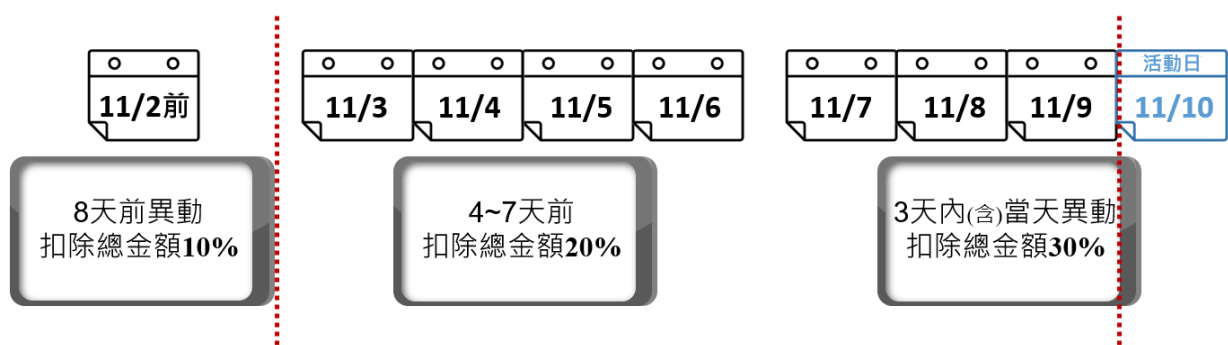 11/2前
11/3
11/4
11/5
11/6
11/7
11/8
11/9
活動日
11/10
8天前異動
扣除總金額10%
4~7天前
扣除總金額20%
3天內(含)當天異動
扣除總金額30%